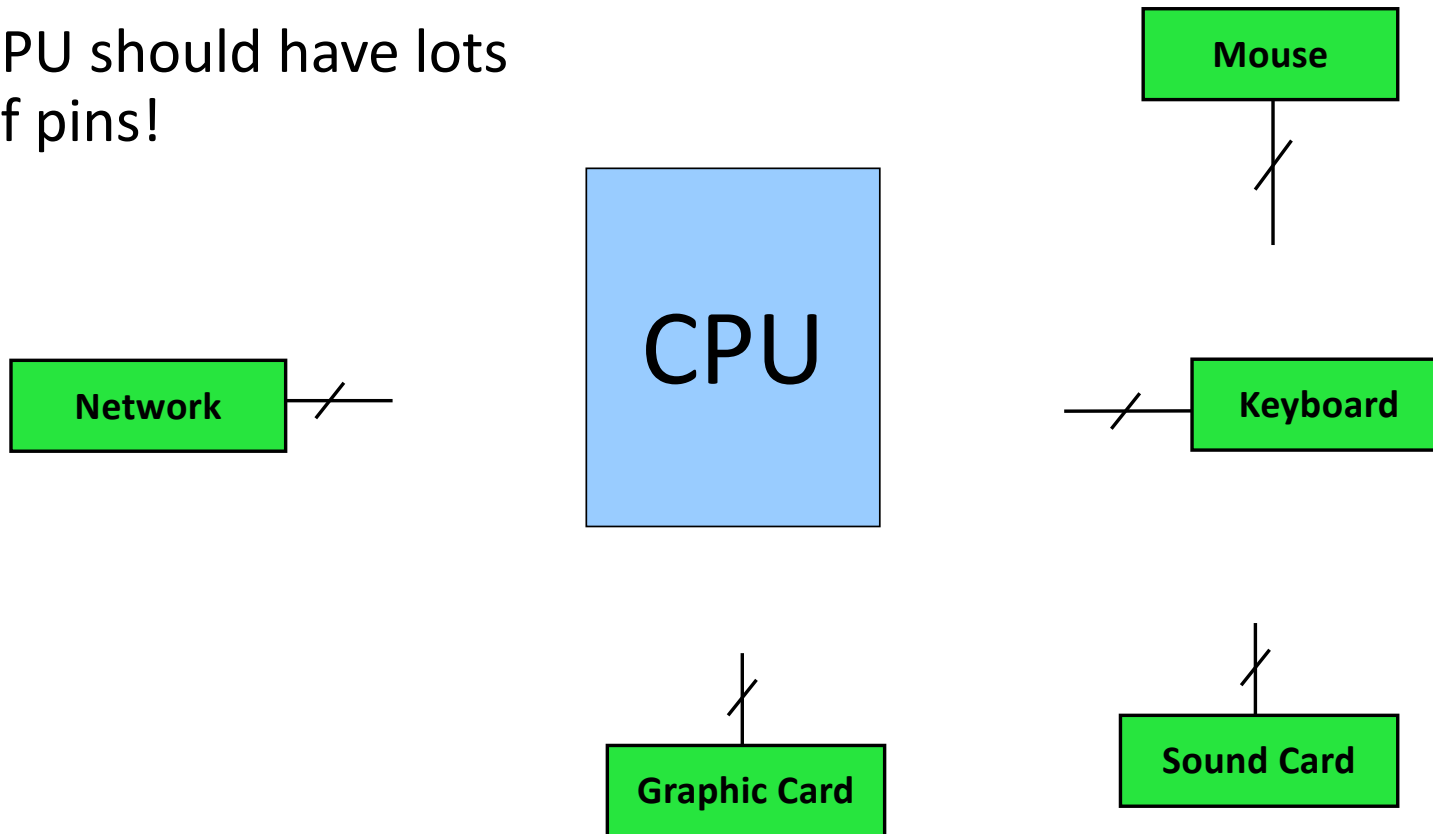 PU should have lots
f pins!
Mouse
CPU
Network
Keyboard
Sound Card
Graphic Card